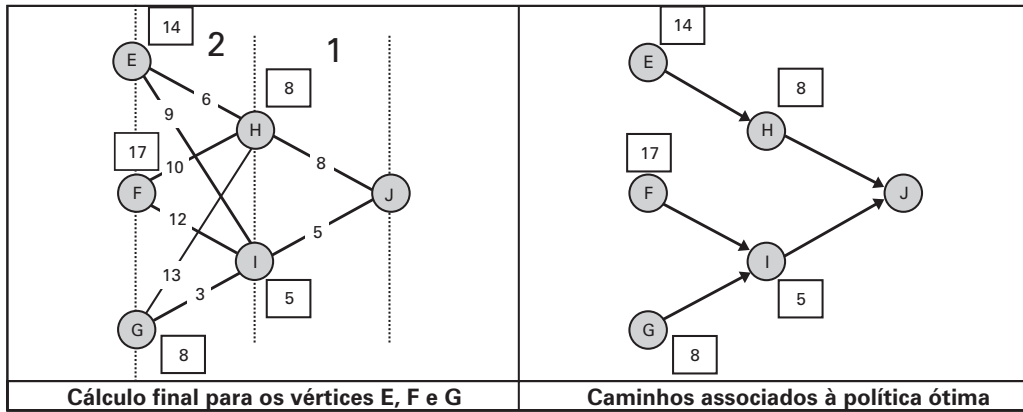 14
2
1
E
6
8
9
H
17
10
8
F
J
12
5
I
13
3
5
G
8
Cálculo final para os vértices E, F e G
14
E
8
H
17
F
J
I
5
G
8
Caminhos associados à política ótima